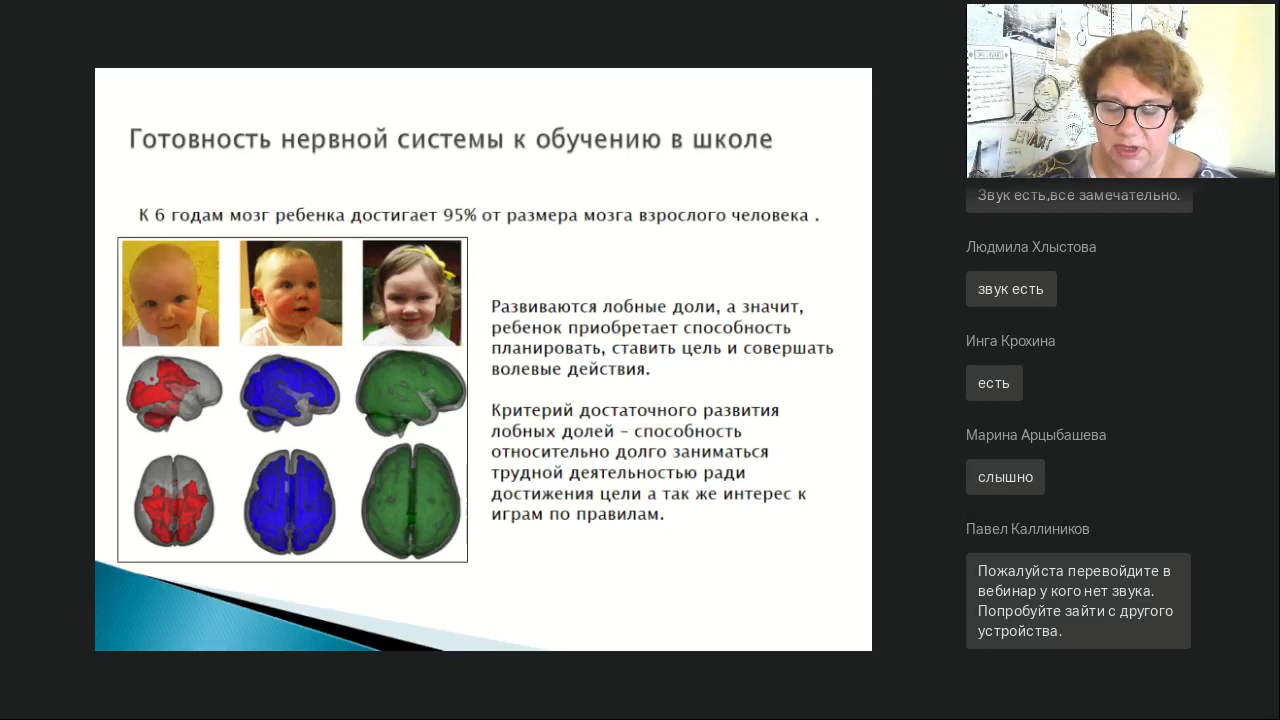 Готовность нервной системы к обучению в школе
К 6 годам мозг ребенка достигает 95% от размера мозга взрослого человека .
Развиваются лобные доли, а значит,
ребенок приобретает способность
планировать, ставить цель и совершать
волевые действия.
Критерий достаточного развития
лобных долей – способность
относительно долго заниматься
трудной деятельностью ради
достижения цели а так же интерес к
играм по правилам.
TRAVEL
Звук есть,все замечательно.
Людмила Хлыстова
звук есть
Инга Крохина
есть
Марина Арцыбашева
слышно
Павел Каллиников
Пожалуйста перевойдите в
вебинар у кого нет звука.
Попробуйте зайти с другого
устройства.